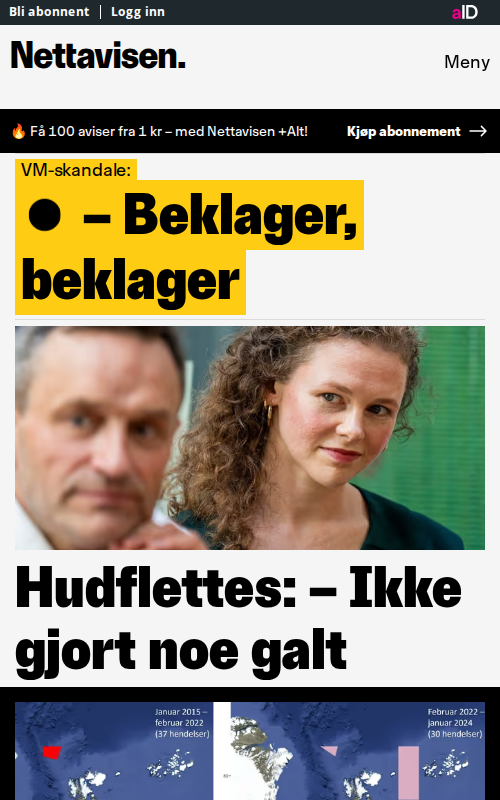 Bli abonnent | Logg inn
aID
Nettavisen.
Meny
🔥 Få 100 aviser fra 1 kr – med Nettavisen +Alt!
Kjøp abonnement →
VM-skandale:
● – Beklager,
beklager
Hudflettes: – Ikke
gjort noe galt
Januar 2015 –
februar 2022
(37 hendelser)
Februar 2022 –
januar 2024
(30 hendelser)